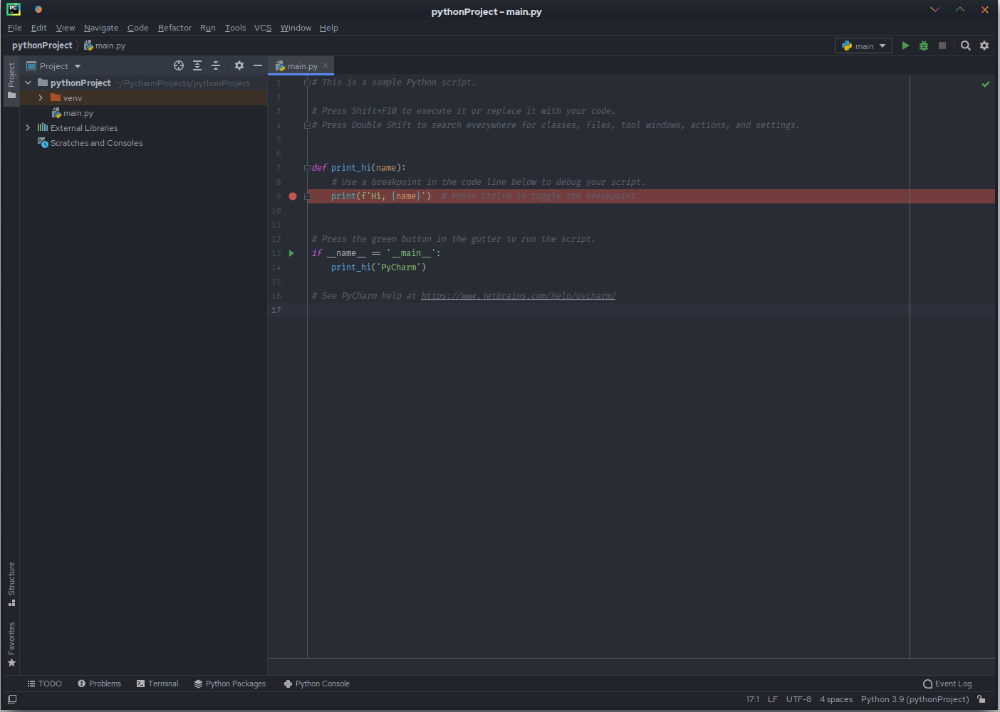 PC
pythonProject – main.py
File Edit View Navigate Code Refactor Run Tools VCS Window Help
pythonProject main.py
main
Project
Project
main.py
pythonProject ~/PycharmProjects/pythonProject
venv
main.py
External Libraries
Scratches and Consoles
1 # This is a sample Python script.
2
3 # Press Shift+F10 to execute it or replace it with your code.
4 # Press Double Shift to search everywhere for classes, files, tool windows, actions, and settings.
5
6
7 def print_hi(name):
8 # Use a breakpoint in the code line below to debug your script.
9 print(f'Hi, {name}') # Press Ctrl+8 to toggle the breakpoint.
10
11
12 # Press the green button in the gutter to run the script.
13 if __name__ == '__main__':
14 print_hi('PyCharm')
15
16 # See PyCharm help at https://www.jetbrains.com/help/pycharm/
17
Structure
Favorites
TODO Problems Terminal Python Packages Python Console Event Log
17:1 LF UTF-8 4 spaces Python 3.9 (pythonProject)